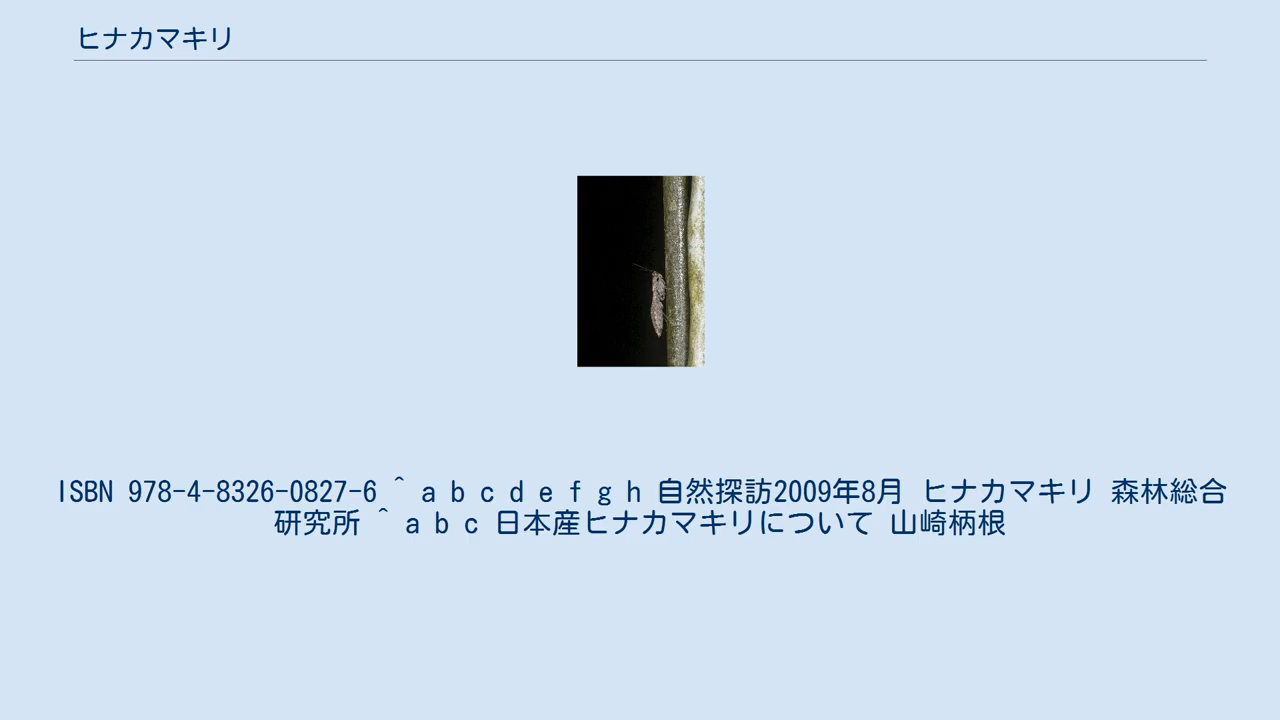 ヒナカマキリ
ISBN 978-4-8326-0827-6 ^ a b c d e f g h 自然探訪2009年8月 ヒナカマキリ 森林総合
研究所 ^ a b c 日本産ヒナカマキリについて 山崎柄根